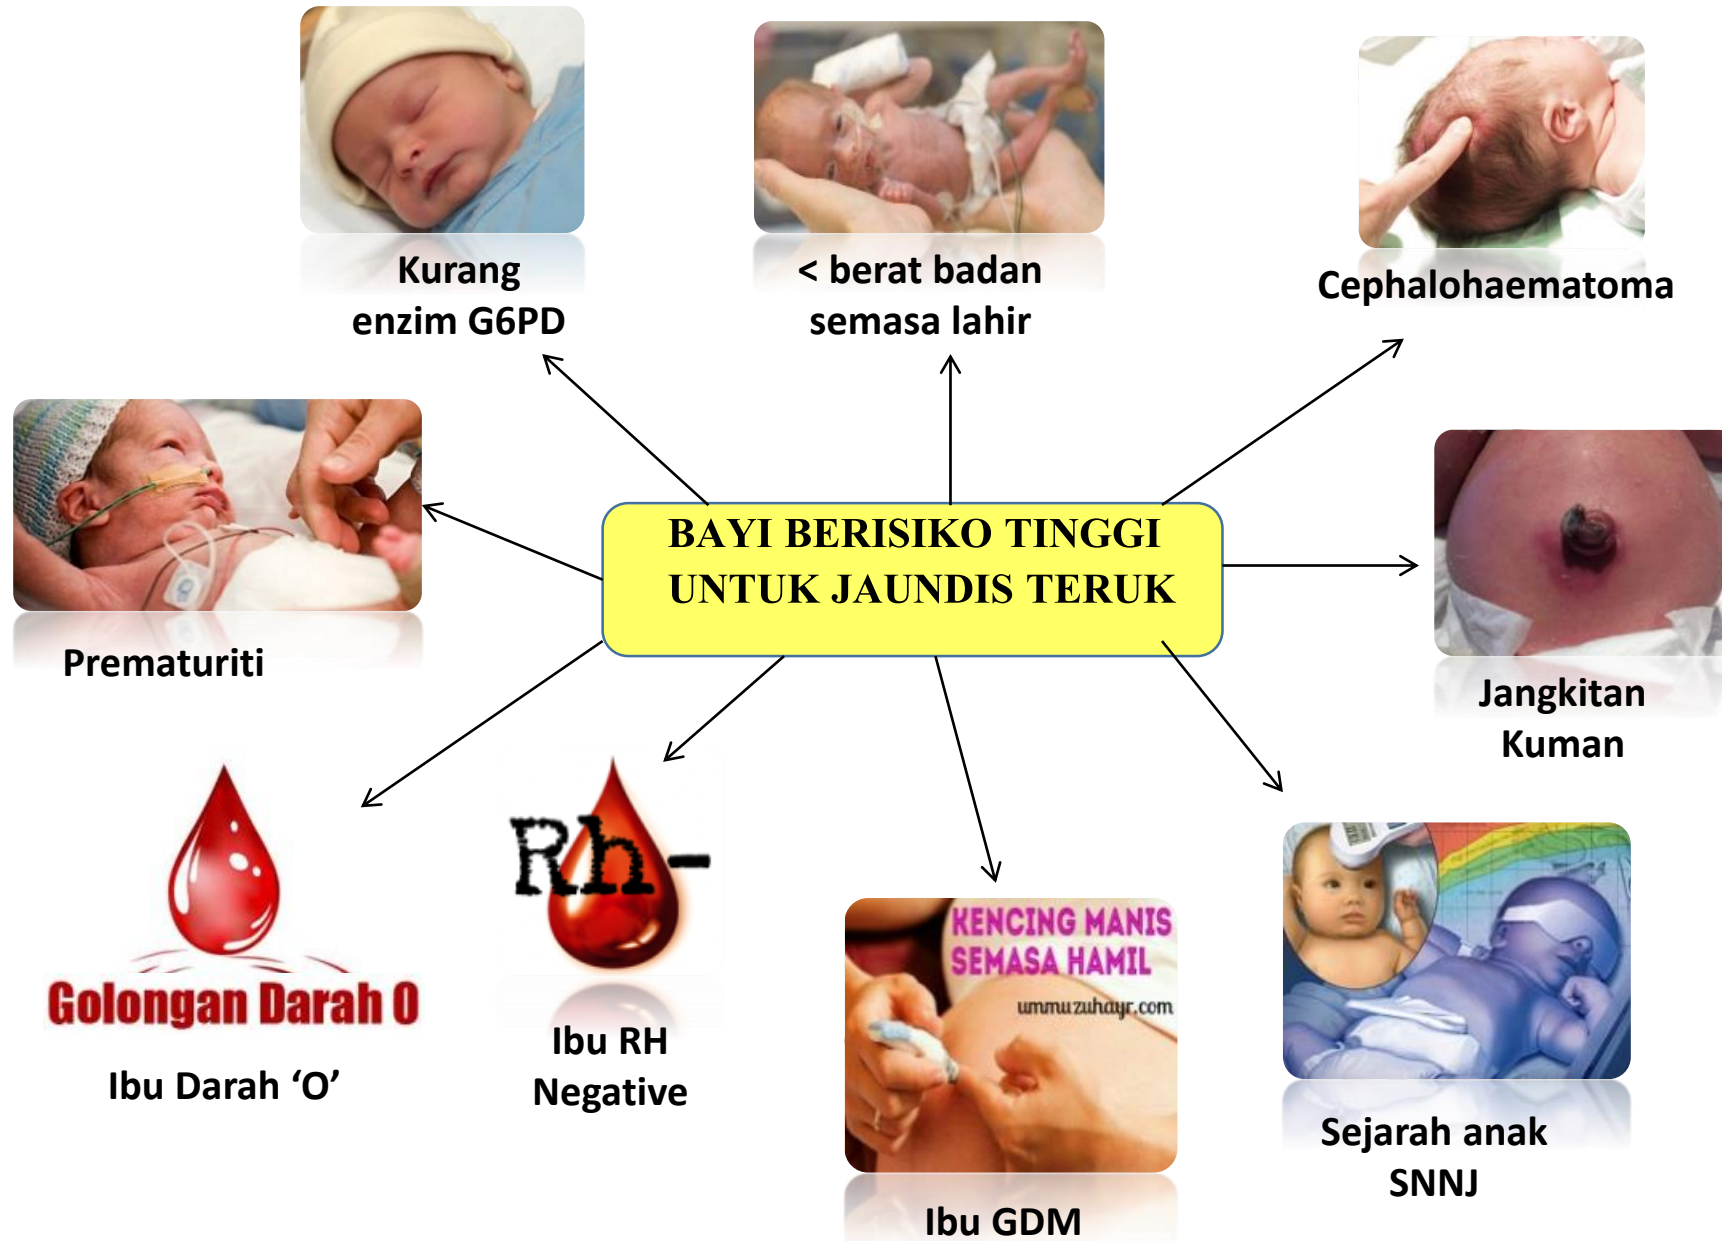 Kurang
enzim G6PD
< berat badan
semasa lahir
Cephalohaematoma
BAYI BERISIKO TINGGI
UNTUK JAUNDIS TERUK
Prematuriti
Jangkitan
Kuman
Golongan Darah O
Ibu Darah ‘O’
Rh-
Ibu RH
Negative
KENCING MANIS
SEMASA HAMIL
ummuzuhayr.com
Ibu GDM
Sejarah anak
SNNJ